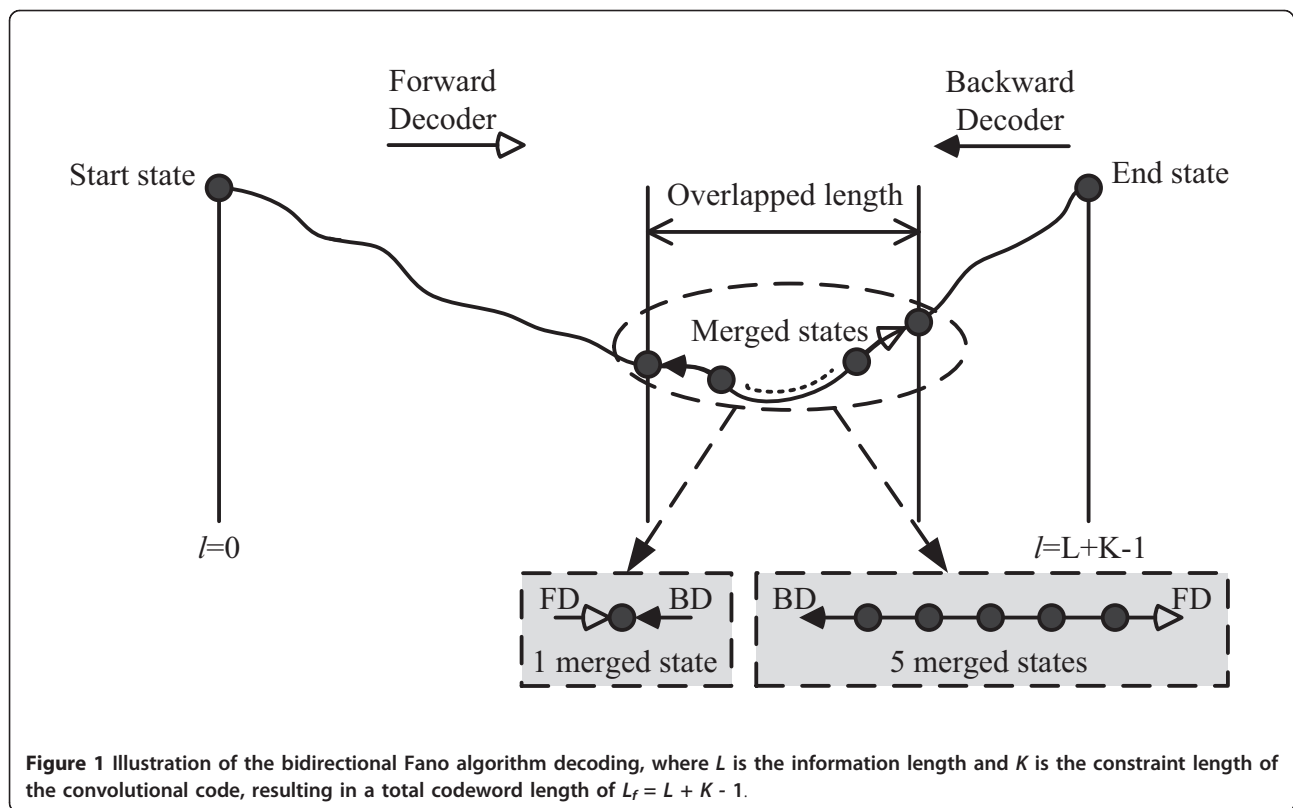 Forward
Decoder
Backward
Decoder
Start state
End state
Overlapped length
Merged states
l=0
l=L+K-1
FD BD
1 merged state
BD FD
5 merged states
Figure 1 Illustration of the bidirectional Fano algorithm decoding, where L is the information length and K is the constraint length of
the convolutional code, resulting in a total codeword length of Lf = L + K - 1.